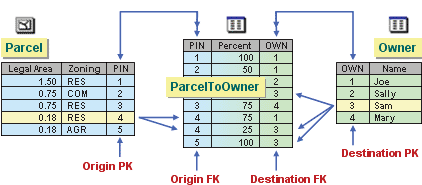 Parcel
Owner
PIN Percent OWN
1 100 1
2 50 1
Legal Area Zoning PIN
OWN Name
ParcelToOwner
1.50 RES 1
2
1 Joe
0.75 COM 2
3
2 Sally
0.75 RES 3
3 75 4
3 Sam
0.18 RES 4
4 75 1
4 Mary
0.18 AGR 5
4 25 3
5 100 3
Origin PK
Destination PK
Origin FK
Destination FK